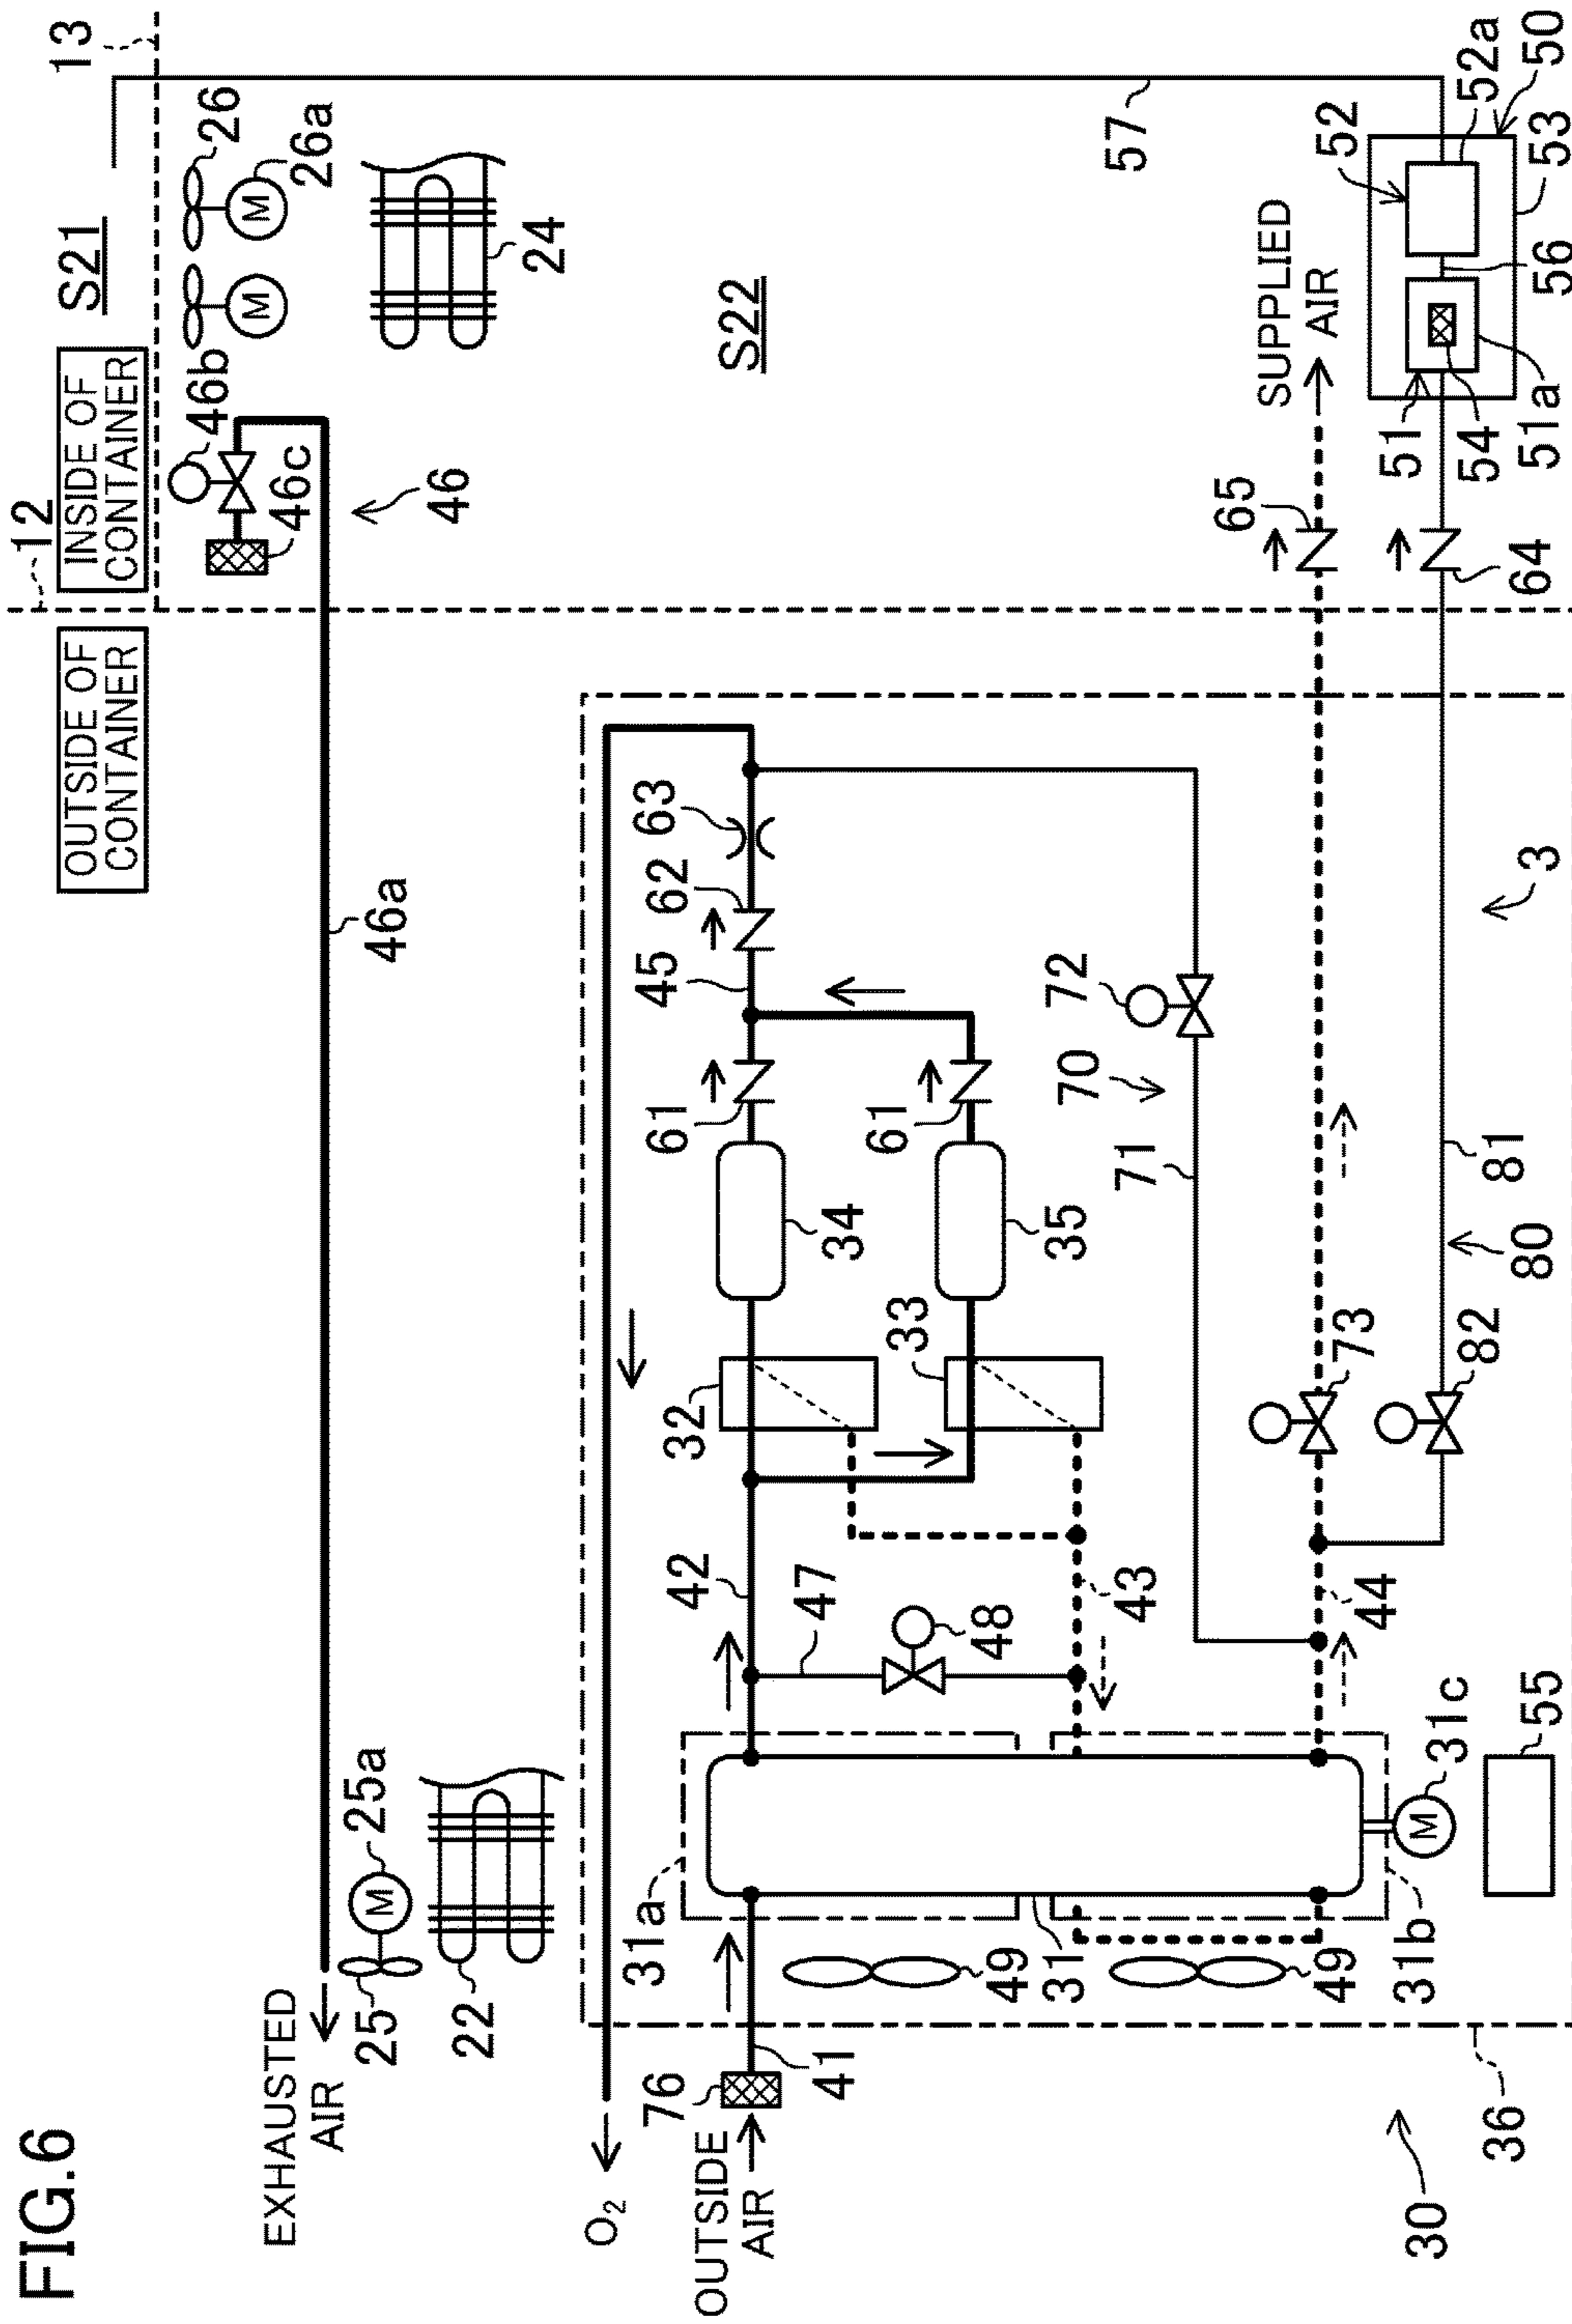 FIG.6
12
13
OUTSIDE OF
CONTAINER
INSIDE OF
CONTAINER
S21
46b
26
M
M
26a
46c
46
24
EXHAUSTED
AIR
25
M
25a
22
46a
S22
O2
76
OUTSIDE
AIR
41
31a
42
32
34
61
45
62
63
47
48
33
35
61
43
49
31
49
31b
M
31c
55
44
71
70
72
73
82
80
81
3
65
64
SUPPLIED
AIR
57
51
54
51a
56
52
52a
53
50
36
30